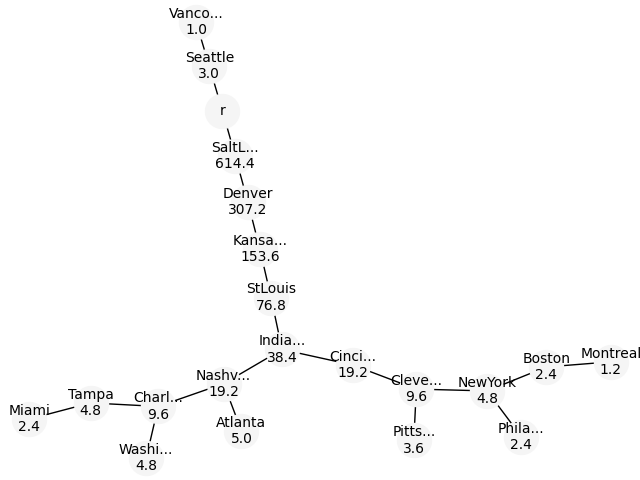 Vanco...
1.0
Seattle
3.0
r
SaltL...
614.4
Denver
307.2
Kansa...
153.6
StLouis
76.8
India...
38.4
Cinci...
19.2
Nashv...
19.2
Cleve...
9.6
NewYork
4.8
Boston
2.4
Montreal
1.2
Miami
2.4
Tampa
4.8
Charl...
9.6
Atlanta
5.0
Washi...
4.8
Pitts...
3.6
Phila...
2.4